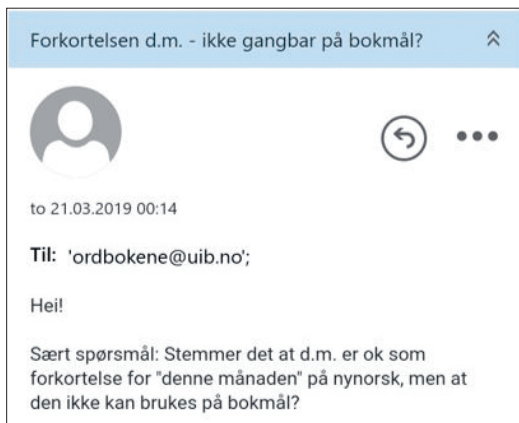 Forkortelsen d.m. - ikke gangbar på bokmål?
to 21.03.2019 00:14
Til: 'ordbokene@uib.no';
Hei!
Sært spørsmål: Stemmer det at d.m. er ok som
forkortelse for "denne månaden" på nynorsk, men at
den ikke kan brukes på bokmål?